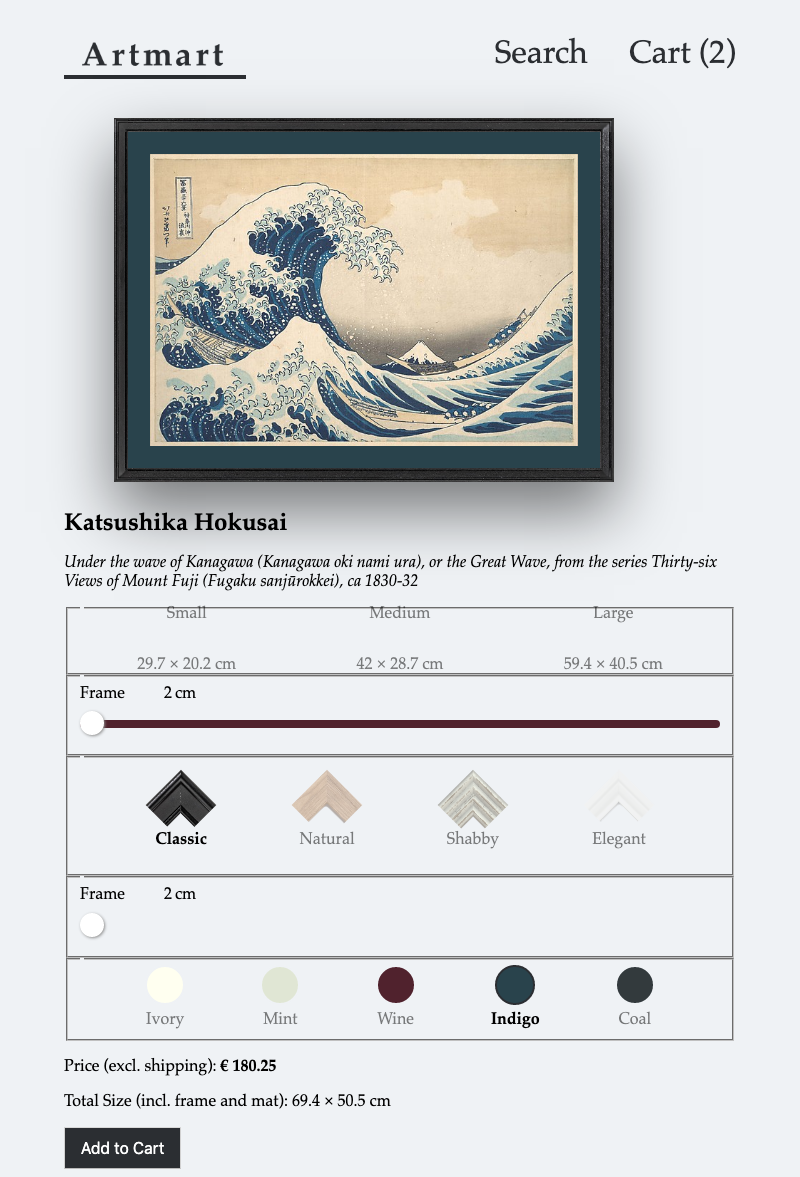 Artmart
Search
Cart (2)
Katsushika Hokusai
Under the wave of Kanagawa (Kanagawa oki nami ura), or the Great Wave, from the series Thirty-six
Views of Mount Fuji (Fugaku sanjūrokkei), ca 1830-32
Small Medium Large
29.7 × 20.2 cm 42 × 28.7 cm 59.4 × 40.5 cm
Frame 2 cm
Classic Natural Shabby Elegant
Frame 2 cm
Ivory Mint Wine Indigo Coal
Price (excl. shipping): € 180.25
Total Size (incl. frame and mat): 69.4 × 50.5 cm
Add to Cart